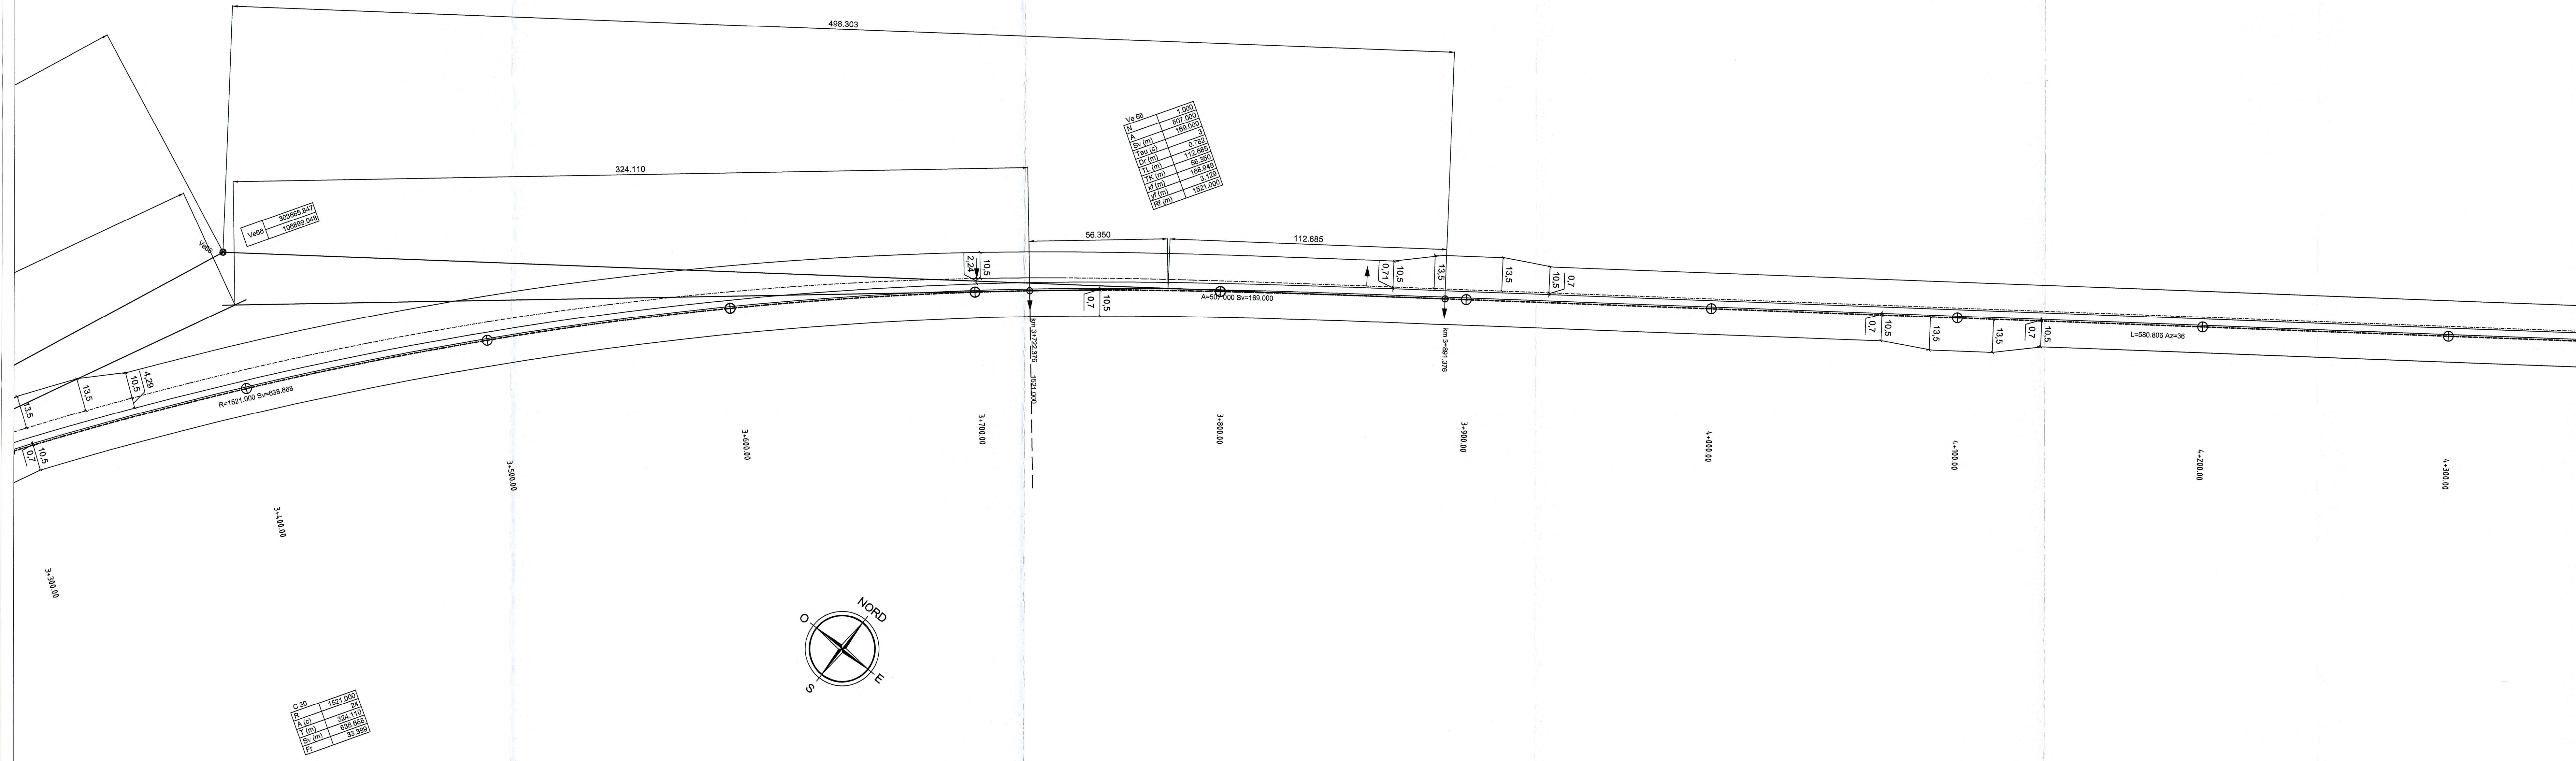 498.303
324.110
Ve 66
N 1.000
A 507.000
Sv (m) 169.000
Tau (c) 3
Dr (m) 0.782
TL (m) 112.685
TK (m) 56.350
xf (m) 168.948
yf (m) 3.129
Rf (m) 1521.000
Ve66
303665.847
106899.048
Ve66
56.350
112.685
2,24
10,5
0,71
10,5
13,5
13,5
10,5
0,7
0,7
10,5
A=507.000 Sv=169.000
km 3+722.376
1521.000
km 3+891.376
0,7
10,5
13,5
13,5
0,7
10,5
L=580.806 Az=36
13,5
13,5
10,5
4,29
0,7
10,5
R=1521.000 Sv=638.668
3+300.00
3+400.00
3+500.00
3+600.00
3+700.00
3+800.00
3+900.00
4+000.00
4+100.00
4+200.00
4+300.00
NORD
O
E
S
C 30
R 1521.000
A (c) 24
T (m) 324.110
Sv (m) 638.668
Fr 33.399